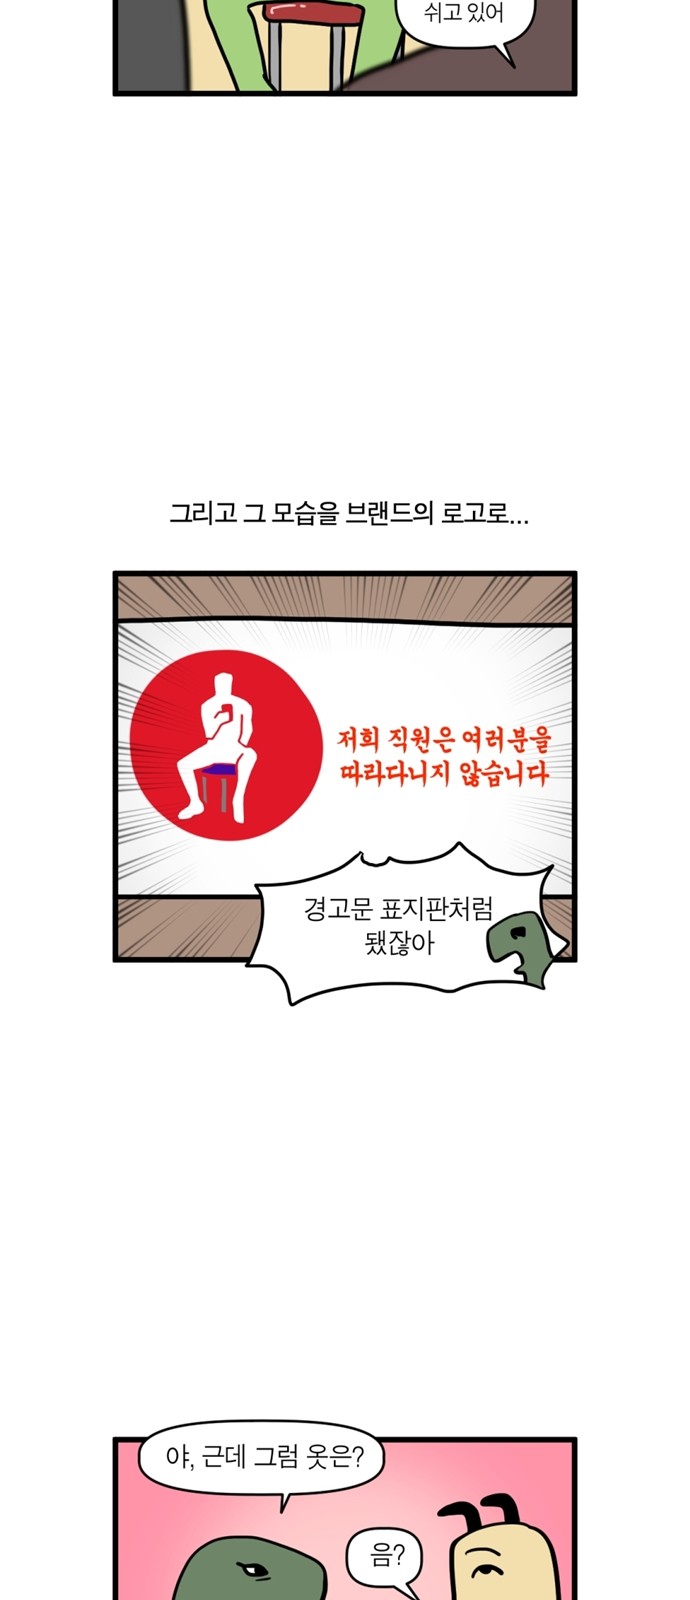 쉬고 있어
그리고 그 모습을 브랜드의 로고로...
저희 직원은 여러분을
따라다니지 않습니다
경고문 표지판처럼
됐잖아
야, 근데 그럼 옷은?
음?